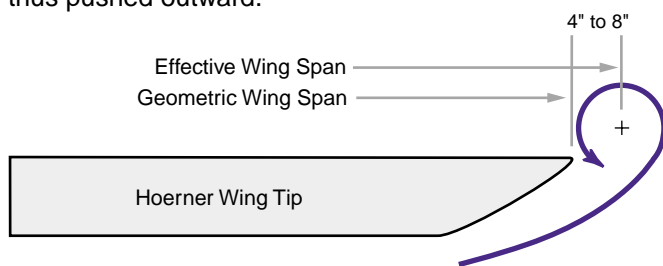 thus pushed outward.
4" to 8"
Effective Wing Span
Geometric Wing Span
Hoerner Wing Tip